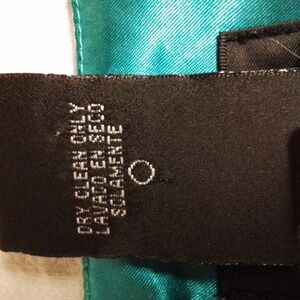 DRY CLEAN ONLY
LAVADO EN SECO
SOLAMENTE